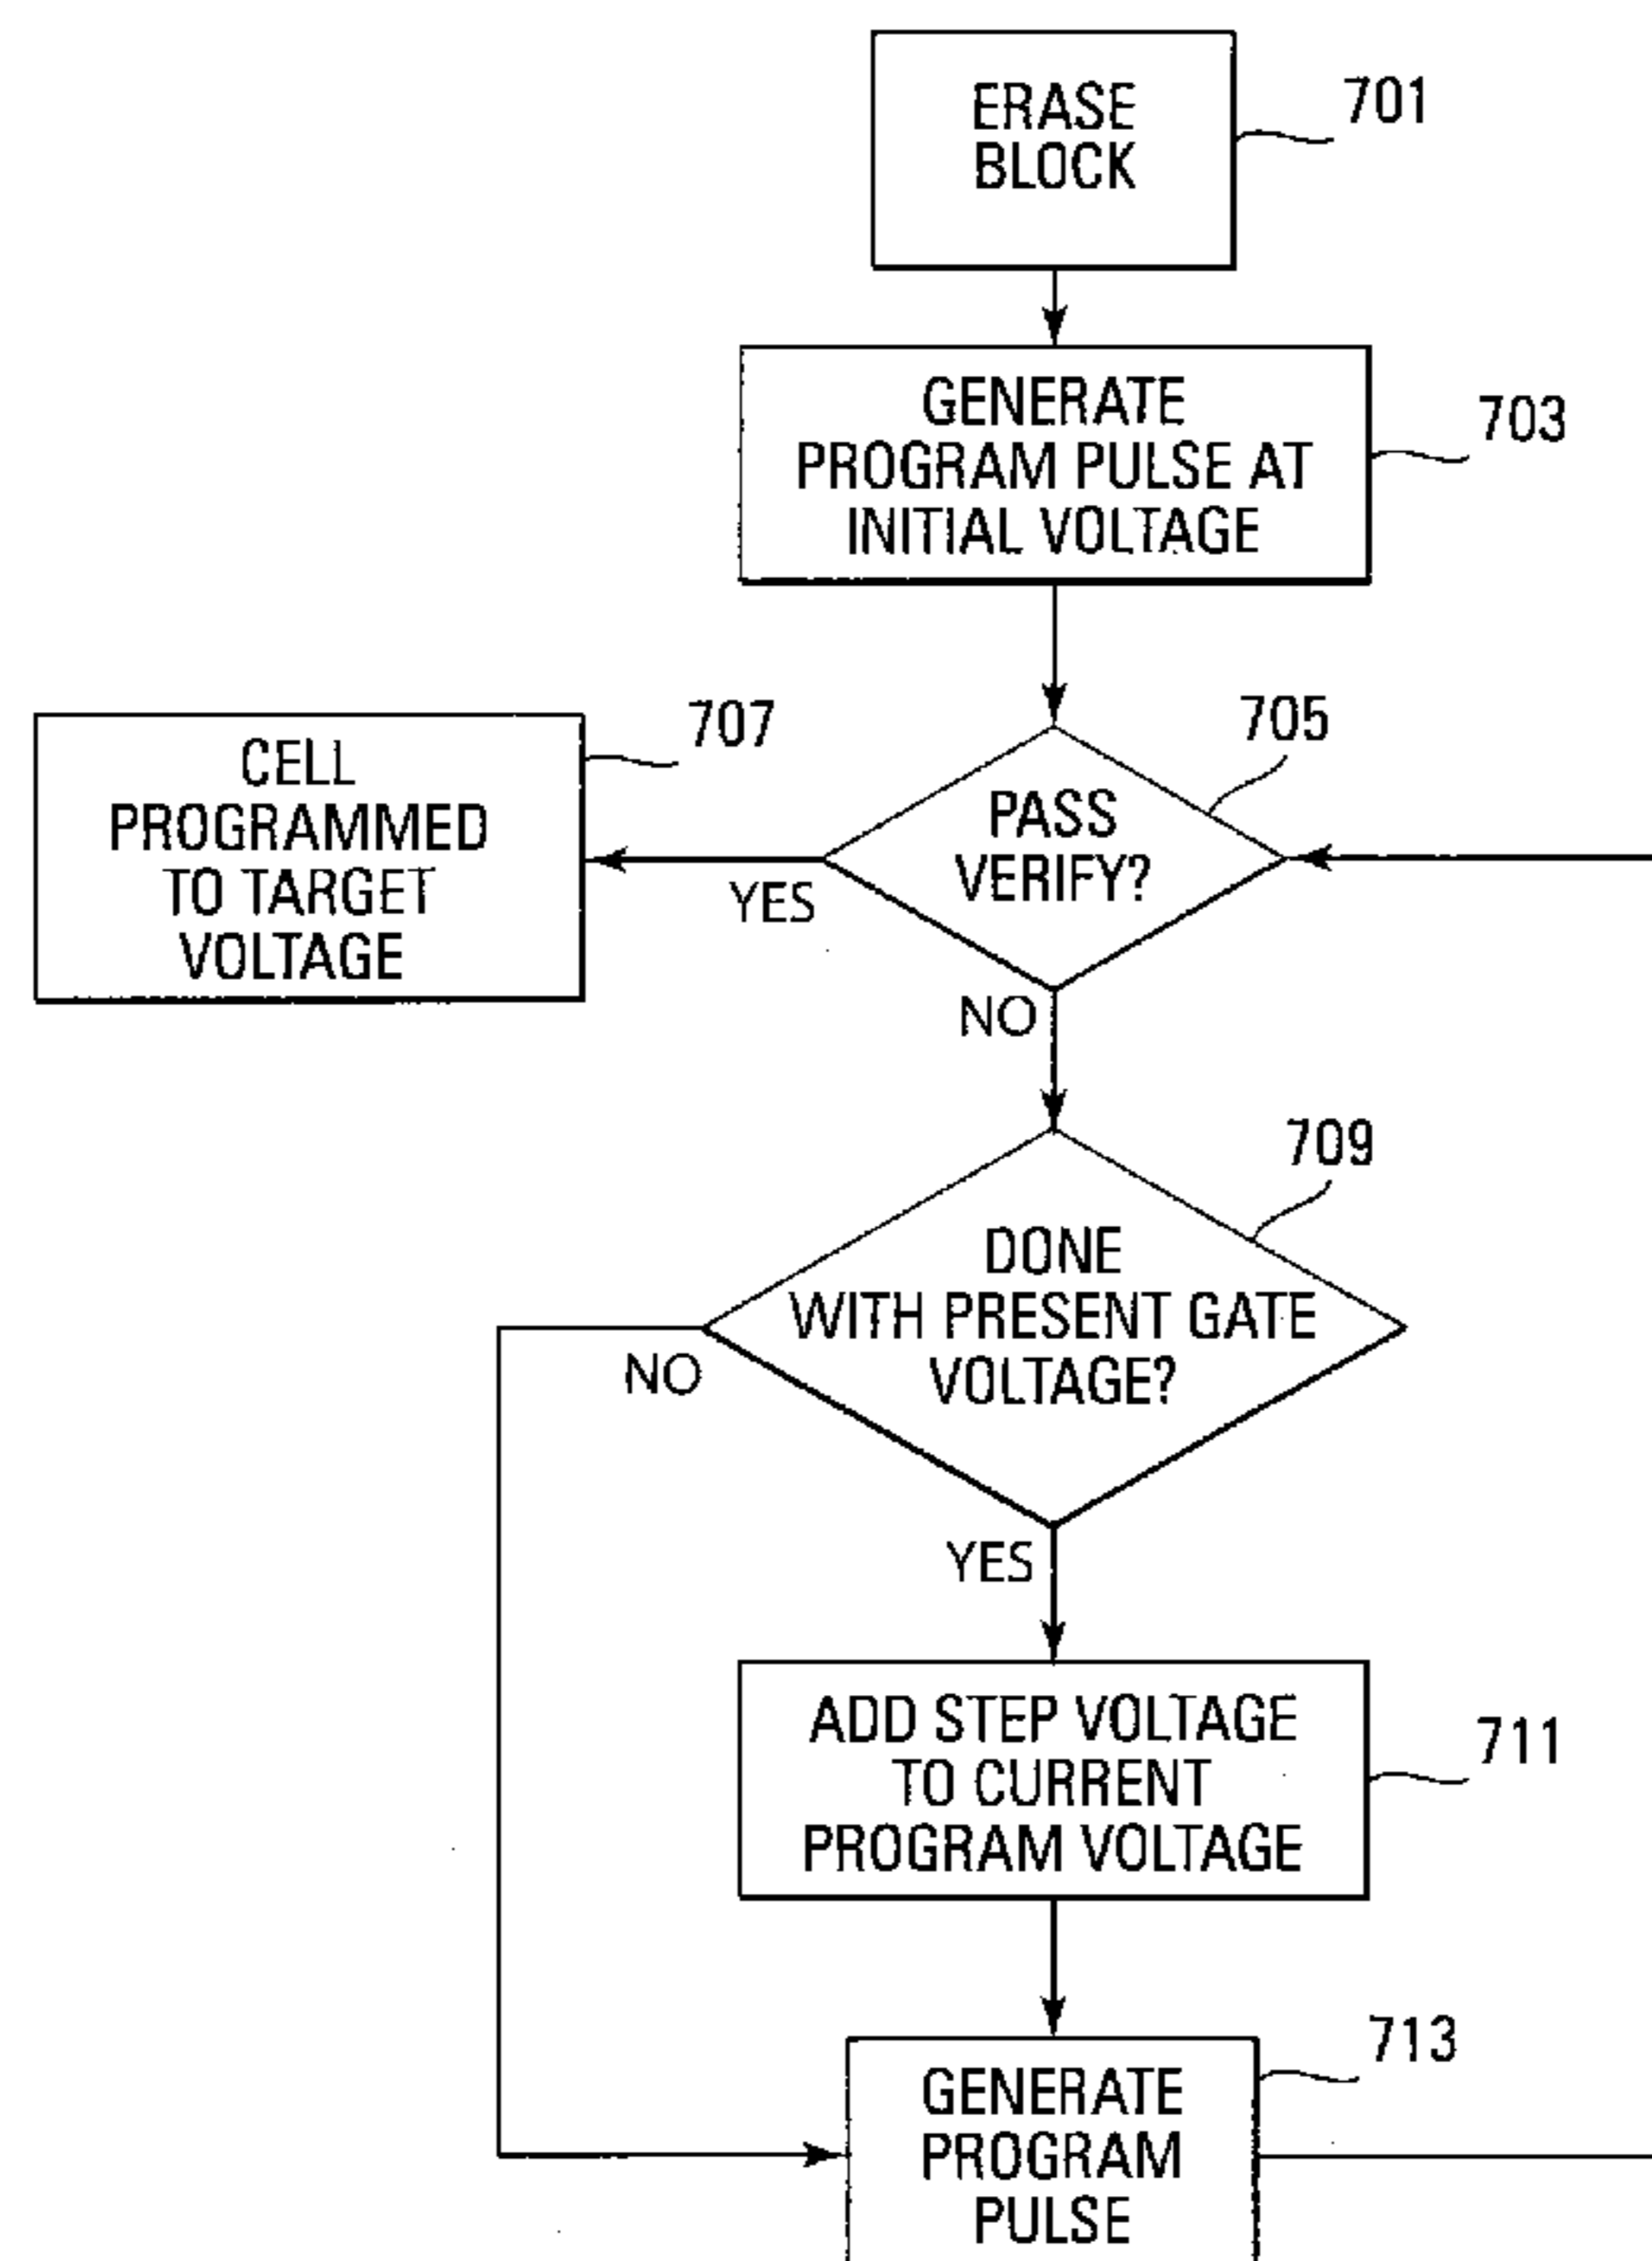 ERASE
BLOCK
701
GENERATE
PROGRAM PULSE AT
INITIAL VOLTAGE
703
CELL
PROGRAMMED
TO TARGET
VOLTAGE
707
PASS
VERIFY?
705
YES
NO
DONE
WITH PRESENT GATE
VOLTAGE?
709
NO
YES
ADD STEP VOLTAGE
TO CURRENT
PROGRAM VOLTAGE
711
GENERATE
PROGRAM
PULSE
713